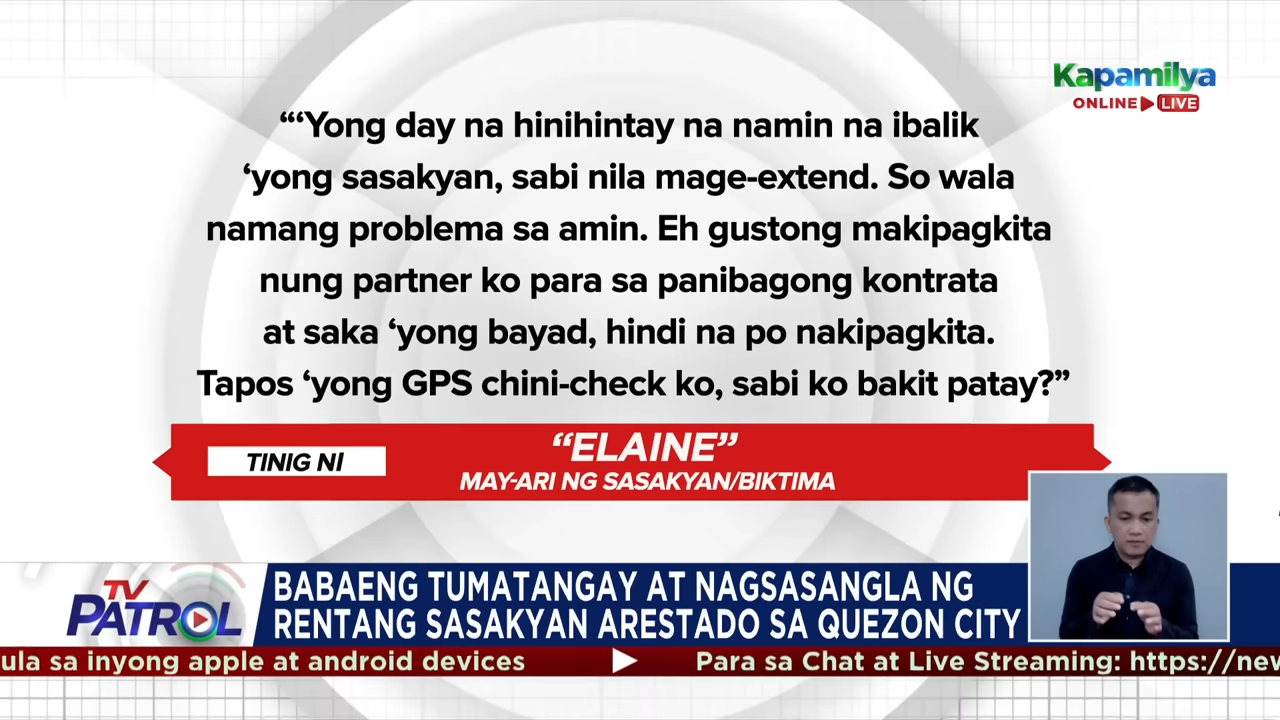 Kapamilya
ONLINE LIVE
“‘Yong day na hinihintay na namin na ibalik
‘yong sasakyan, sabi nila mage-extend. So wala
namang problema sa amin. Eh gustong makipagkita
nung partner ko para sa panibagong kontrata
at saka ‘yong bayad, hindi na po nakipagkita.
Tapos ‘yong GPS chini-check ko, sabi ko bakit patay?”
TINIG NI
“ELAINE”
MAY-ARI NG SASAKYAN/BIKTIMA
TV PATROL
BABAENG TUMATANGAY AT NAGSASANGLA NG
RENTANG SASAKYAN ARESTADO SA QUEZON CITY
ula sa inyong apple at android devices Para sa Chat at Live Streaming: https://new